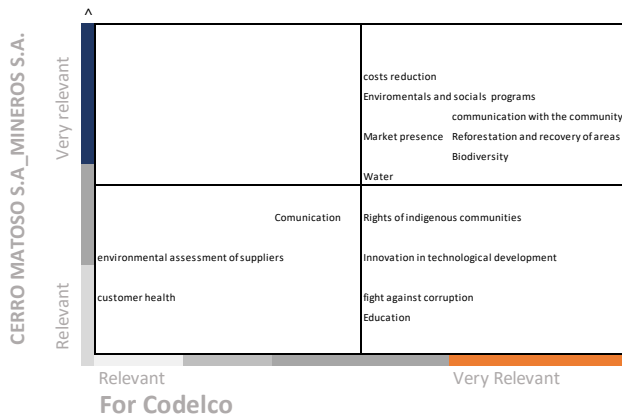 ^
CERRO MATOSO S.A_MINEROS S.A.
Very relevant
Relevant
costs reduction
Enviromentals and socials programs
communication with the community
Market presence Reforestation and recovery of areas
Biodiversity
Water
Comunication Rights of indigenous communities
environmental assessment of suppliers Innovation in technological development
customer health fight against corruption
Education
Relevant Very Relevant
For Codelco